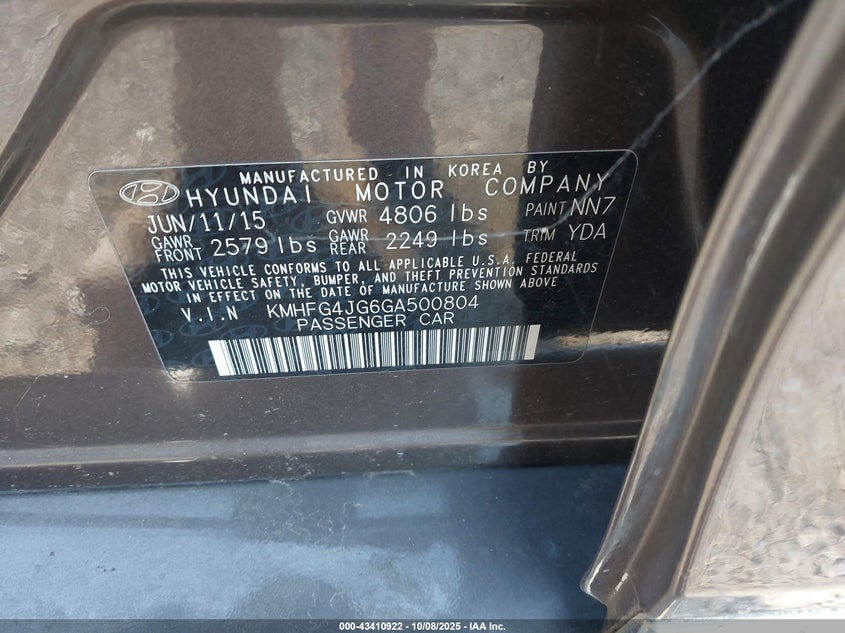 MANUFACTURED IN KOREA BY
HYUNDAI MOTOR COMPANY
JUN/11/15 GVWR 4806 lbs PAINT NN7
GAWR FRONT 2579 lbs GAWR REAR 2249 lbs TRIM YDA
THIS VEHICLE CONFORMS TO ALL APPLICABLE U.S.A. FEDERAL
MOTOR VEHICLE SAFETY, BUMPER, AND THEFT PREVENTION STANDARDS
IN EFFECT ON THE DATE OF MANUFACTURE SHOWN ABOVE
V.I.N KMHFG4JG6GA500804
PASSENGER CAR
000-43410922 - 10/08/2025 - IAA Inc.